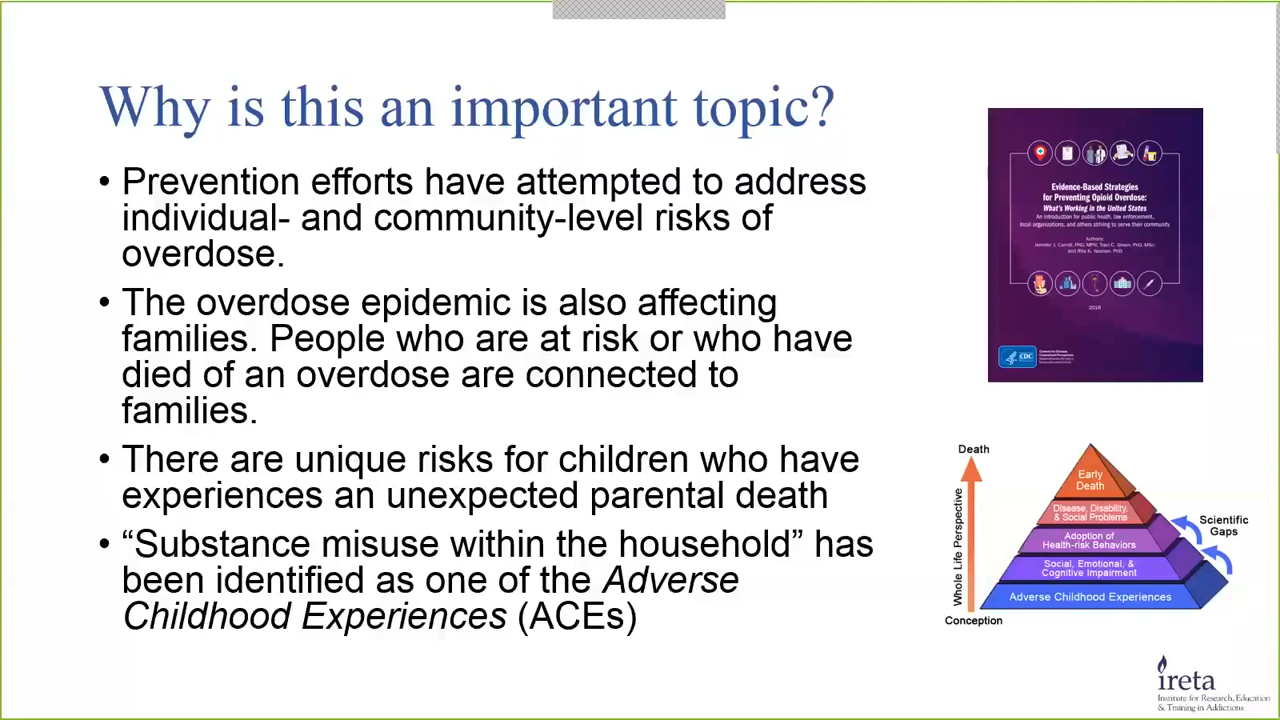 Why is this an important topic?
• Prevention efforts have attempted to address
individual- and community-level risks of
overdose.
• The overdose epidemic is also affecting
families. People who are at risk or who have
died of an overdose are connected to
families.
• There are unique risks for children who have
experiences an unexpected parental death
• “Substance misuse within the household” has
been identified as one of the Adverse
Childhood Experiences (ACEs)
Evidence-Based Strategies
for Preventing Opioid Overdose:
What's Working in the United States
An introduction for public health, law enforcement,
local organizations, and others striving to serve their community
Authors:
Jennifer J. Carroll, PhD, MPH; Traci C. Green, PhD, MSc;
and Rita K. Noonan, PhD
2018
CDC
Death
Whole Life Perspective
Conception
Early
Death
Disease, Disability,
& Social Problems
Adoption of
Health-risk Behaviors
Social, Emotional, &
Cognitive Impairment
Adverse Childhood Experiences
Scientific
Gaps
ireta
Institute for Research, Education
& Training in Addictions